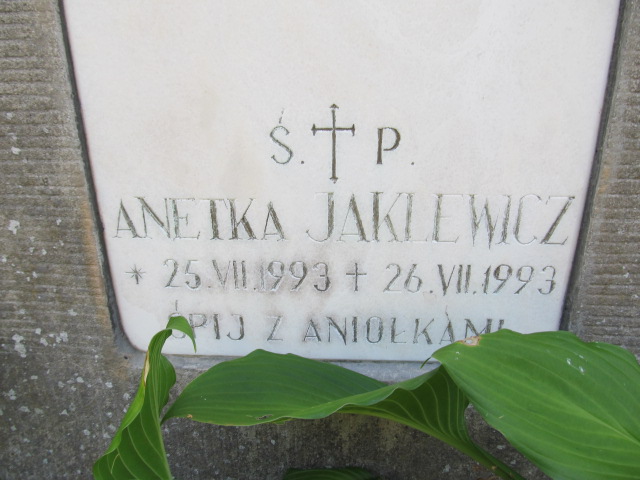 Ś. † P.
ANETKA JAKLEWICZ
* 25.VII.1993 + 26.VII.1993
ŚPIJ Z ANIOŁKAMI